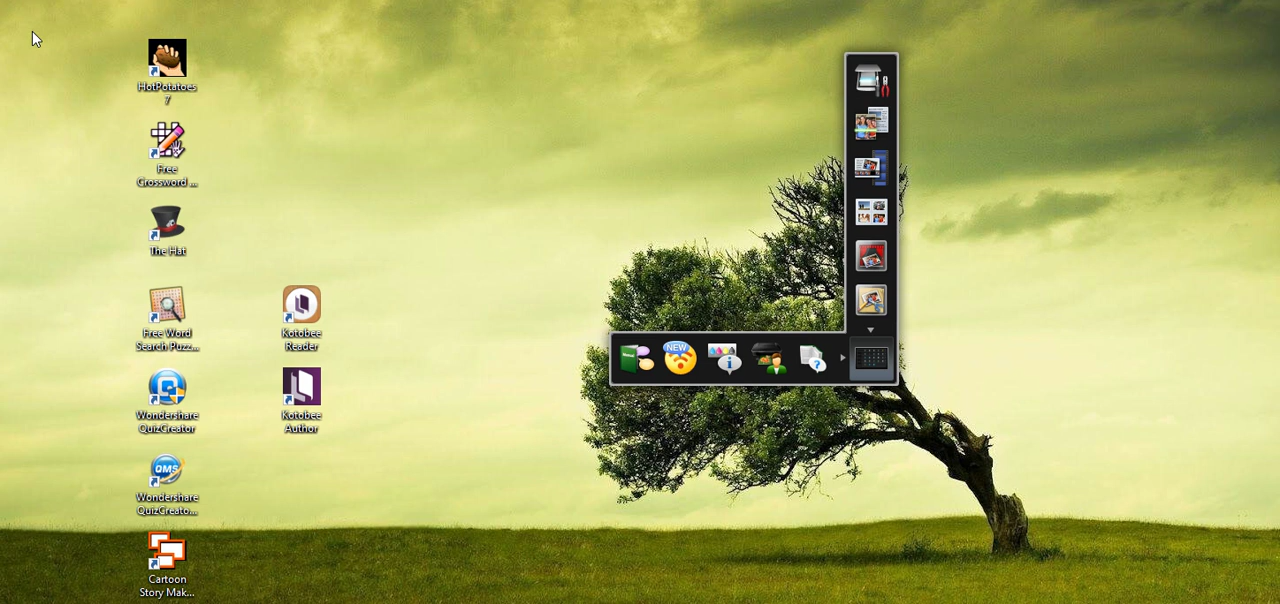 HotPotatoes
7
Free
Crossword ...
The Hat
Free Word
Search Puzz...
Kotobee
Reader
Wondershare
QuizCreator
Kotobee
Author
QMS
Wondershare
QuizCreato...
Cartoon
Story Mak...
NEW